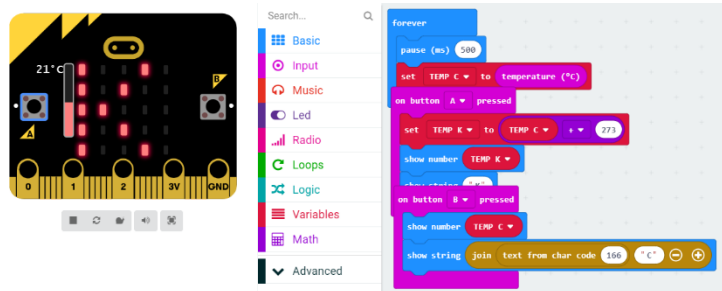 21°C
A
B
0 1 2 3V GND
Search...
Basic
Input
Music
Led
Radio
Loops
Logic
Variables
Math
Advanced
forever
pause (ms) 500
set TEMP C to temperature (°C)
on button A pressed
set TEMP K to TEMP C + 273
show number TEMP K
show string "K"
on button B pressed
show number TEMP C
show string join text from char code 166 "C"